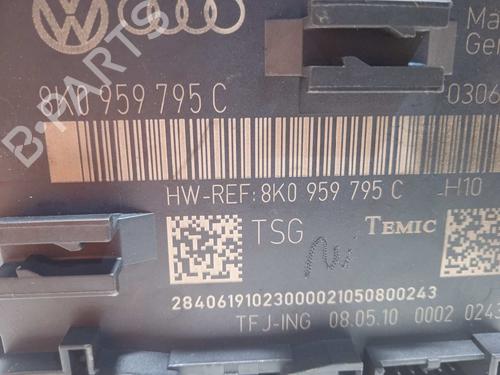 8K0 959 795 C
0306
HW-REF: 8K0 959 795 C -H10
TSG TEMIC
28406191023000021050800243
TFJ-ING 08.05.10 0002 0243
B-PARTS